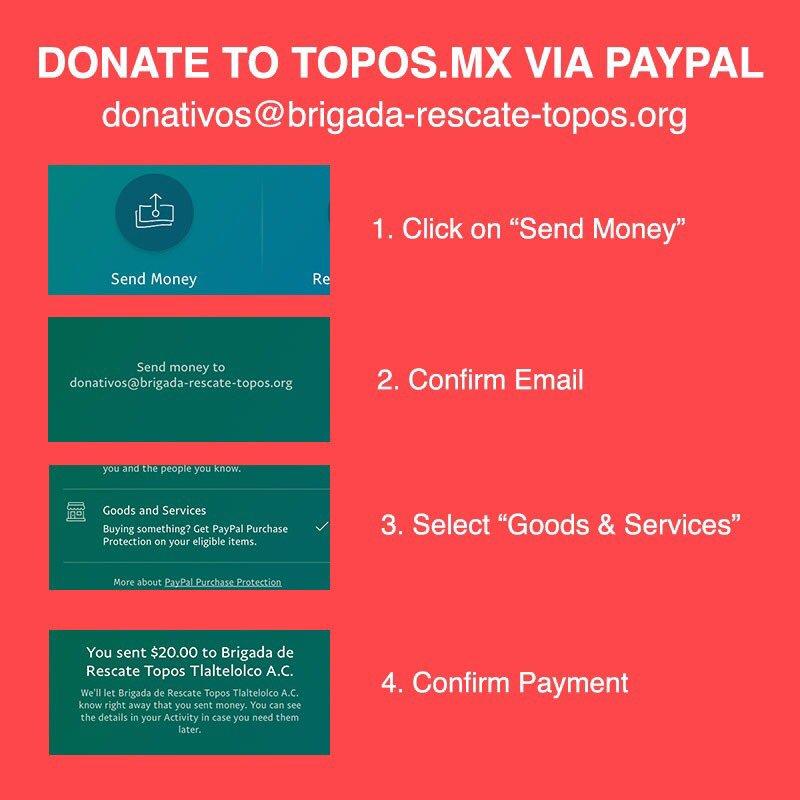 DONATE TO TOPOS.MX VIA PAYPAL
donativos@brigada-rescate-topos.org
Send Money
Re
1. Click on “Send Money”
Send money to
donativos@brigada-rescate-topos.org
2. Confirm Email
you and the people you know.
Goods and Services
Buying something? Get PayPal Purchase
Protection on your eligible items.
More about PayPal Purchase Protection
3. Select “Goods & Services”
You sent $20.00 to Brigada de
Rescate Topos Tlaltelolco A.C.
We'll let Brigada de Rescate Topos Tlaltelolco A.C.
know right away that you sent money. You can see
the details in your Activity in case you need them
later.
4. Confirm Payment